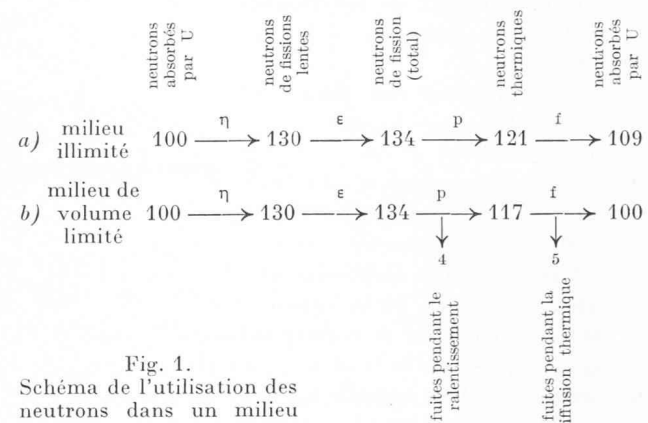 neutrons
absorbés
par U
neutrons
de fissions
lentes
neutrons
de fission
(total)
neutrons
thermiques
neutrons
absorbés
par U
a) milieu illimité 100 η 130 ε 134 p 121 f 109
b) milieu de volume limité 100 η 130 ε 134 p 117 f 100
4 5
fuites pendant le
ralentissement
fuites pendant la
iffusion thermique
Fig. 1.
Schéma de l'utilisation des
neutrons dans un milieu